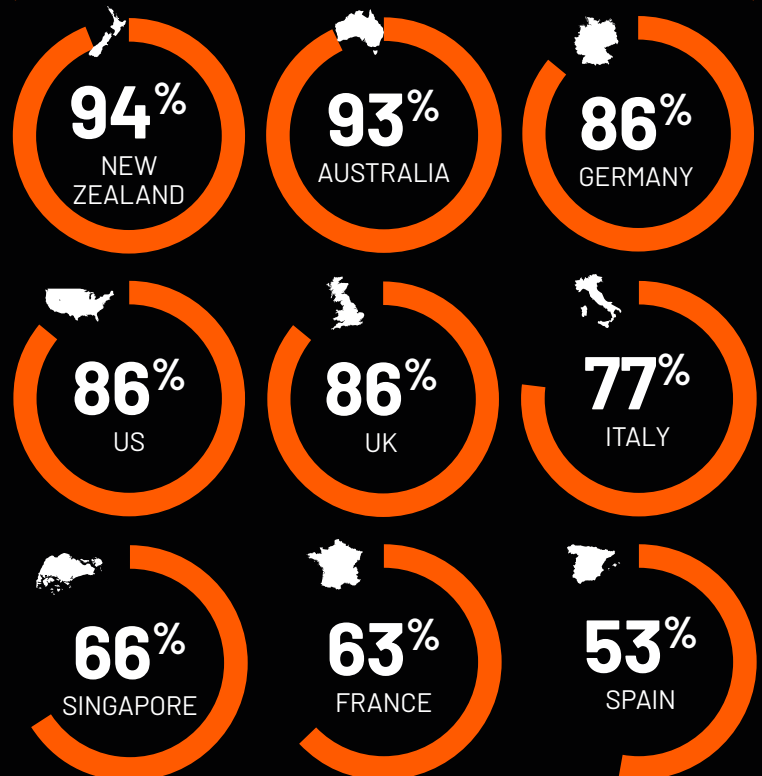 94%
NEW
ZEALAND
93%
AUSTRALIA
86%
GERMANY
86%
US
86%
UK
77%
ITALY
66%
SINGAPORE
63%
FRANCE
53%
SPAIN